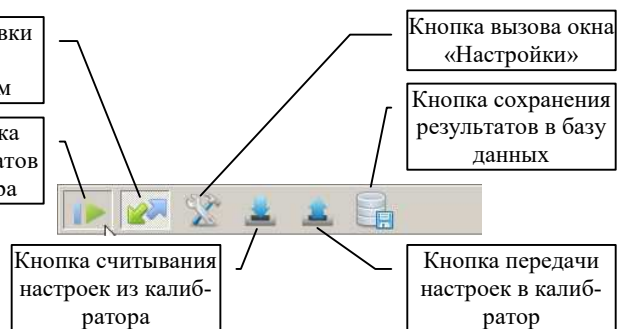 Кнопка вызова окна
«Настройки»
Кнопка сохранения
результатов в базу
данных
Кнопка считывания
настроек из калиб-
ратора
Кнопка передачи
настроек в калиб-
ратор